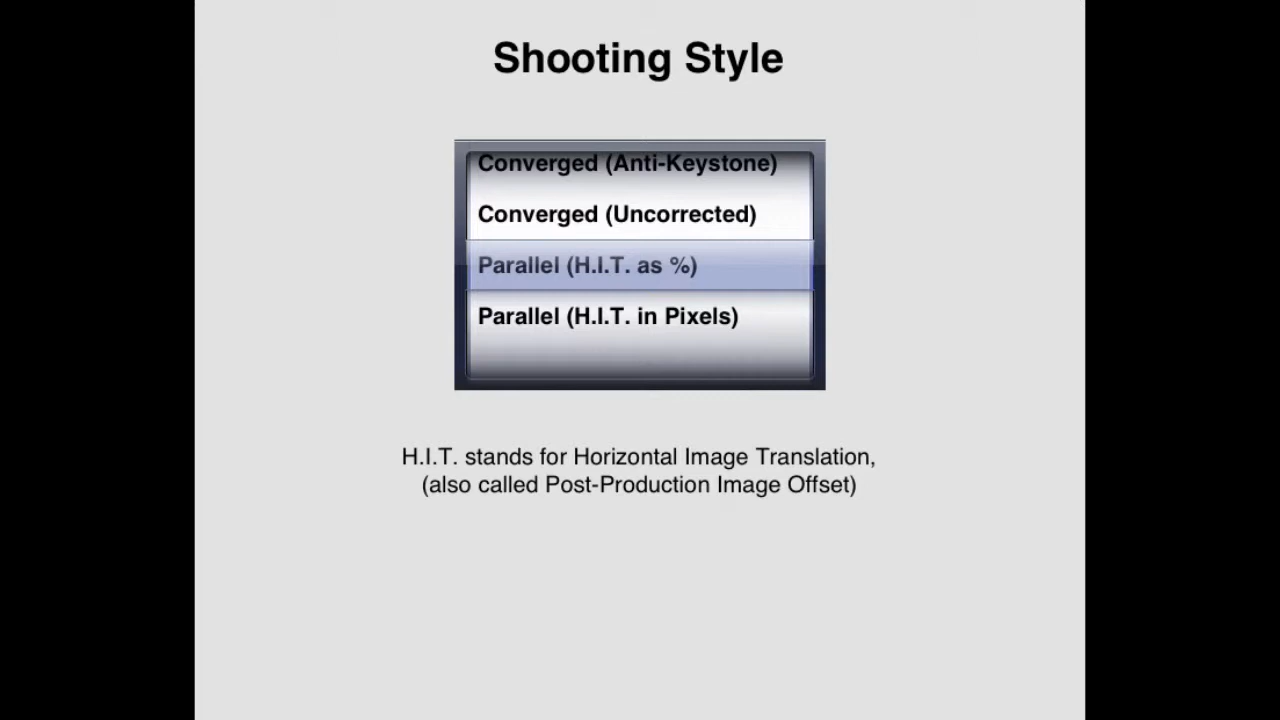 Shooting Style
Converged (Anti-Keystone)
Converged (Uncorrected)
Parallel (H.I.T. as %)
Parallel (H.I.T. in Pixels)
H.I.T. stands for Horizontal Image Translation,
(also called Post-Production Image Offset)